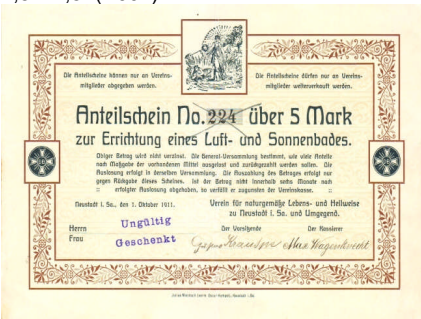 Die Anteilscheine können nur an Vereins-
mitglieder abgegeben werden.
Die Anteilscheine dürfen nur an Vereins-
mitglieder weiterverkauft werden.
Anteilschein No. 224 über 5 Mark
zur Errichtung eines Luft- und Sonnenbades.
Obiger Betrag wird nicht verzinst. Die General-Versammlung bestimmt, wie viele Anteile
nach Maßgabe der vorhandenen Mittel ausgelost und zurückgezahlt werden sollen. Die
Auslosung erfolgt in derselben Versammlung. Die Auszahlung des Betrages erfolgt nur
gegen Rückgabe dieses Scheines. Ist der Betrag nicht innerhalb sechs Monate nach
erfolgter Auslosung abgehoben, so verfällt er zugunsten der Vereinskasse.
Neustadt i. Sa., den 1. Oktober 1911.
Verein für naturgemäße Lebens- und Heilweise
zu Neustadt i. Sa. und Umgegend.
Herrn
Frau
Ungültig
Geschenkt
Der Vorsitzende
Der Kassierer
Max Wägenknecht